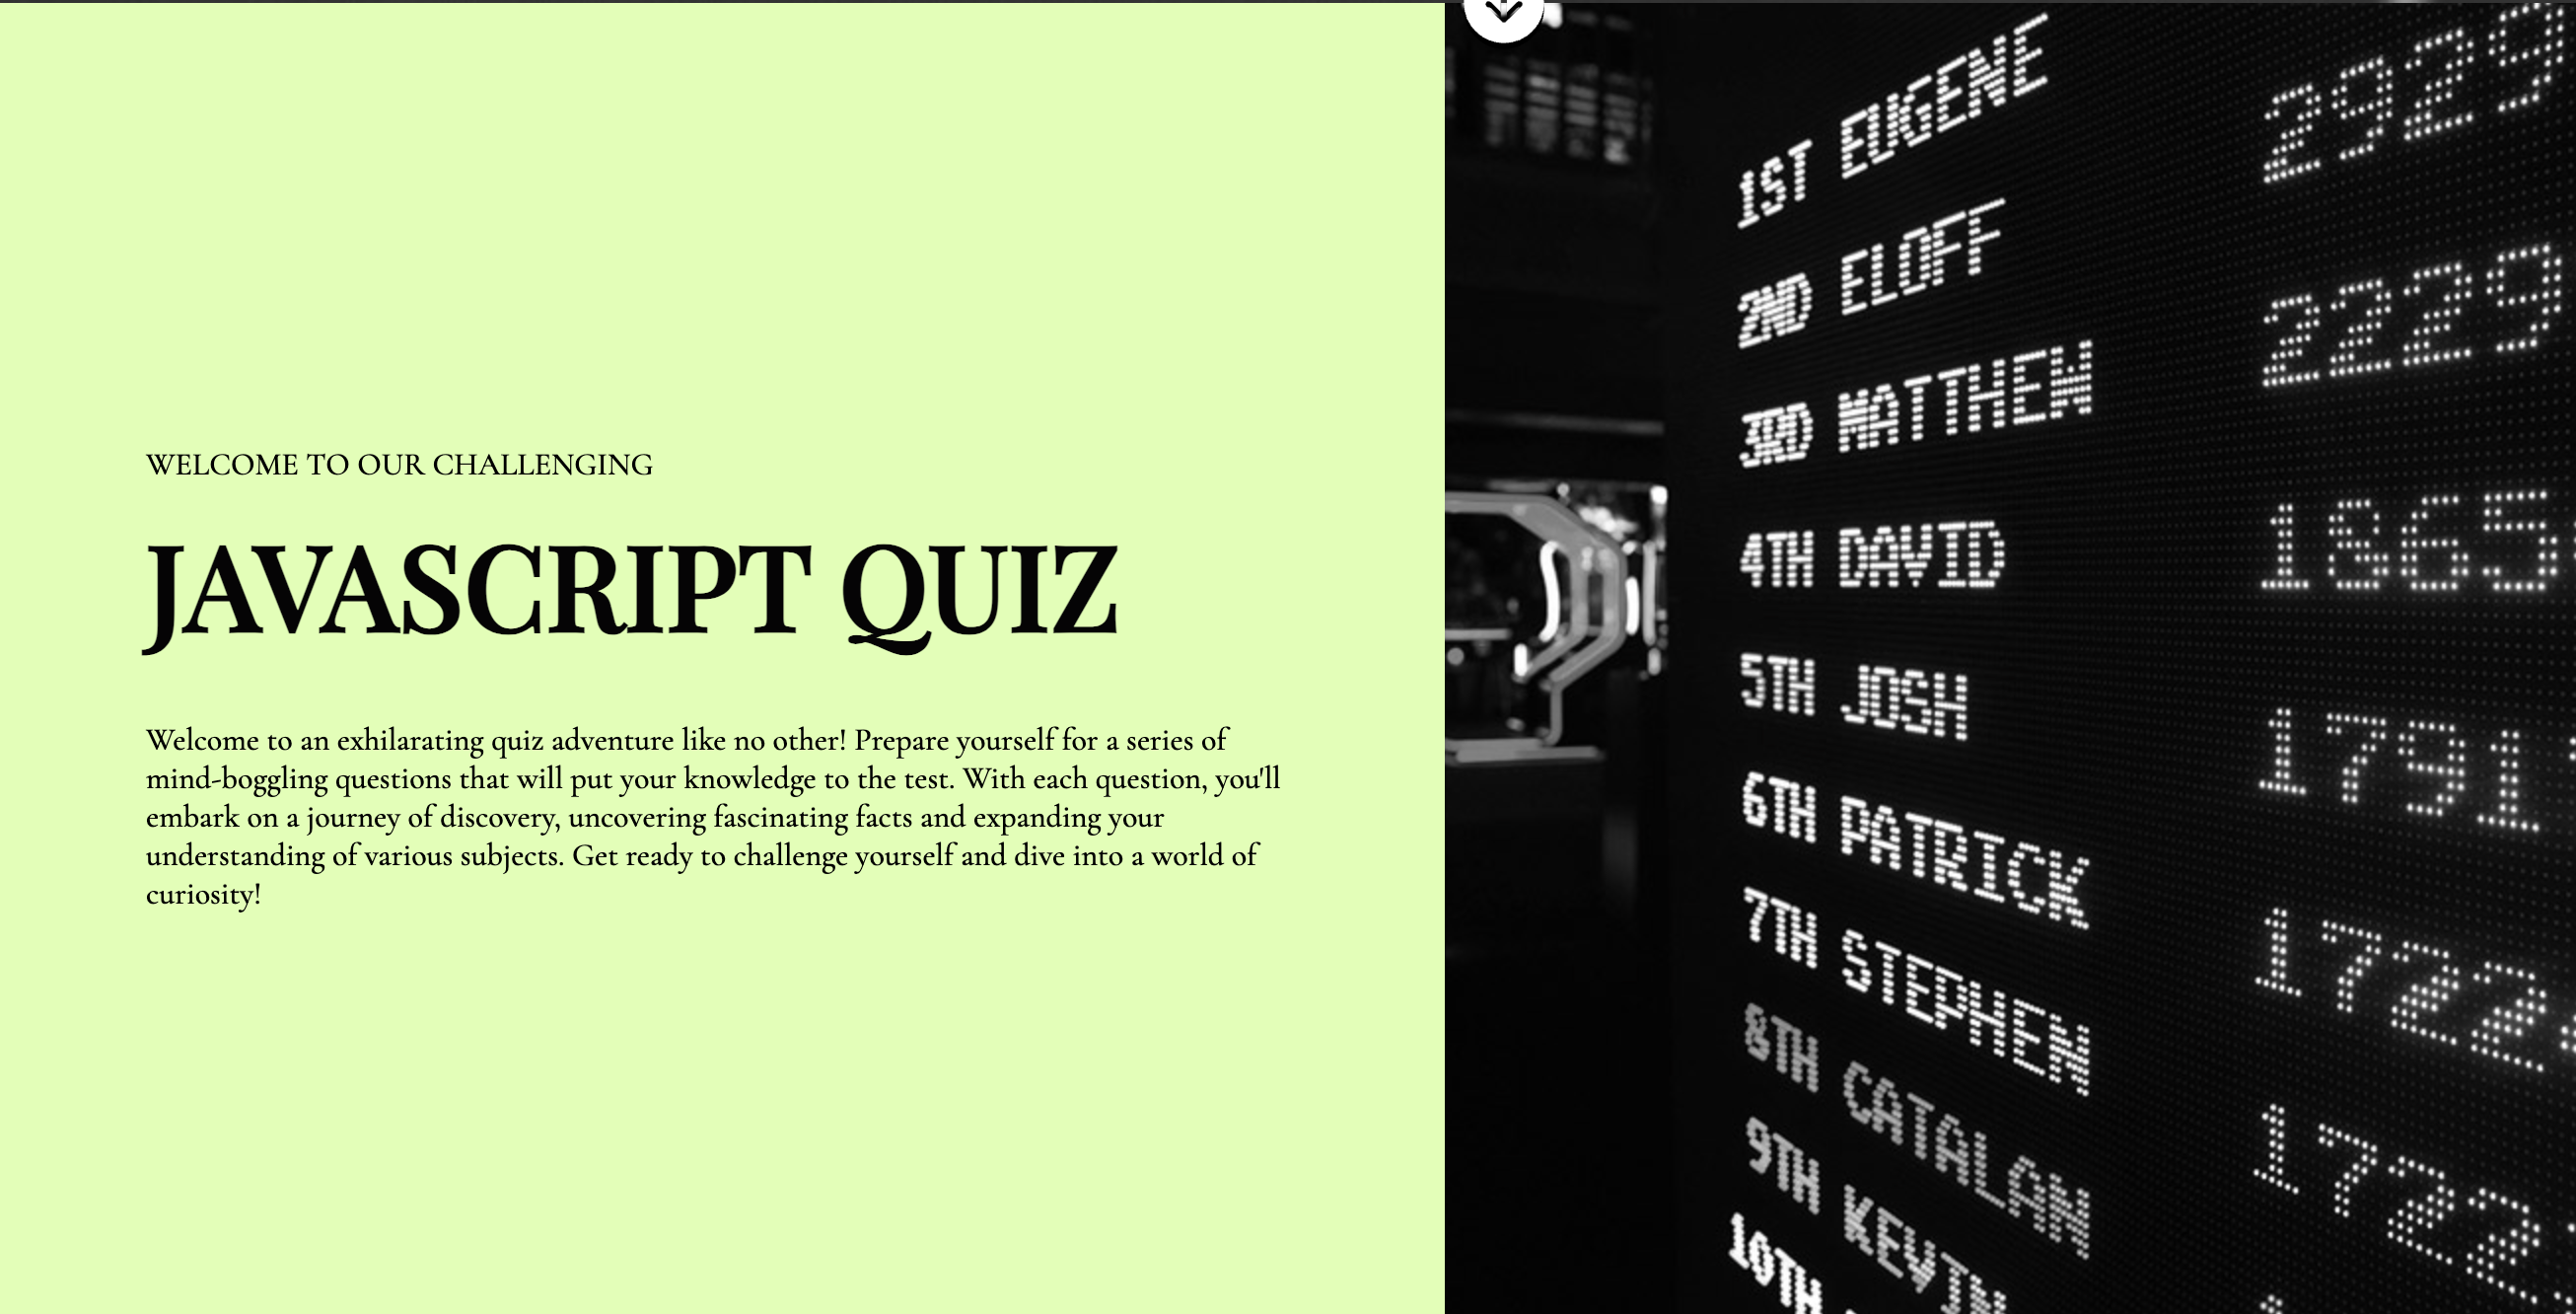 WELCOME TO OUR CHALLENGING
JAVASCRIPT QUIZ
Welcome to an exhilarating quiz adventure like no other! Prepare yourself for a series of
mind-boggling questions that will put your knowledge to the test. With each question, you'll
embark on a journey of discovery, uncovering fascinating facts and expanding your
understanding of various subjects. Get ready to challenge yourself and dive into a world of
curiosity!
1ST EUGENE 2929
2ND ELOFF 2229
3RD MATTHEW 1865
4TH DAVID 1791
5TH JOSH 1722
6TH PATRICK 1722
7TH STEPHEN
8TH CATALAN
9TH KEVIN
10TH